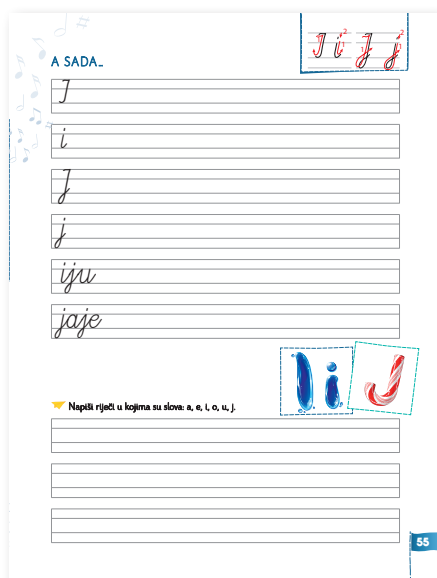 I i J j
A SADA...
I
i
J
j
iju
jaje
I i J
Napiši riječi u kojima su slova: a, e, i, o, u, j.
55